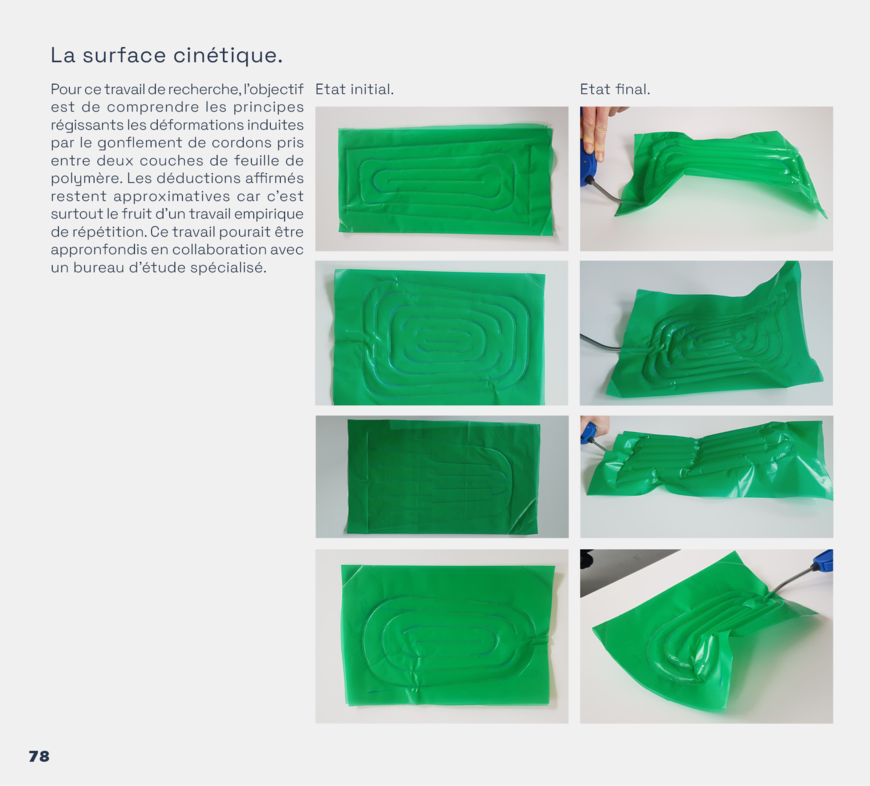 La surface cinétique.
Pour ce travail de recherche, l'objectif
est de comprendre les principes
régissants les déformations induites
par le gonflement de cordons pris
entre deux couches de feuille de
polymère. Les déductions affirmés
restent approximatives car c'est
surtout le fruit d'un travail empirique
de répétition. Ce travail pourait être
appronfondis en collaboration avec
un bureau d'étude spécialisé.
Etat initial.
Etat final.
78